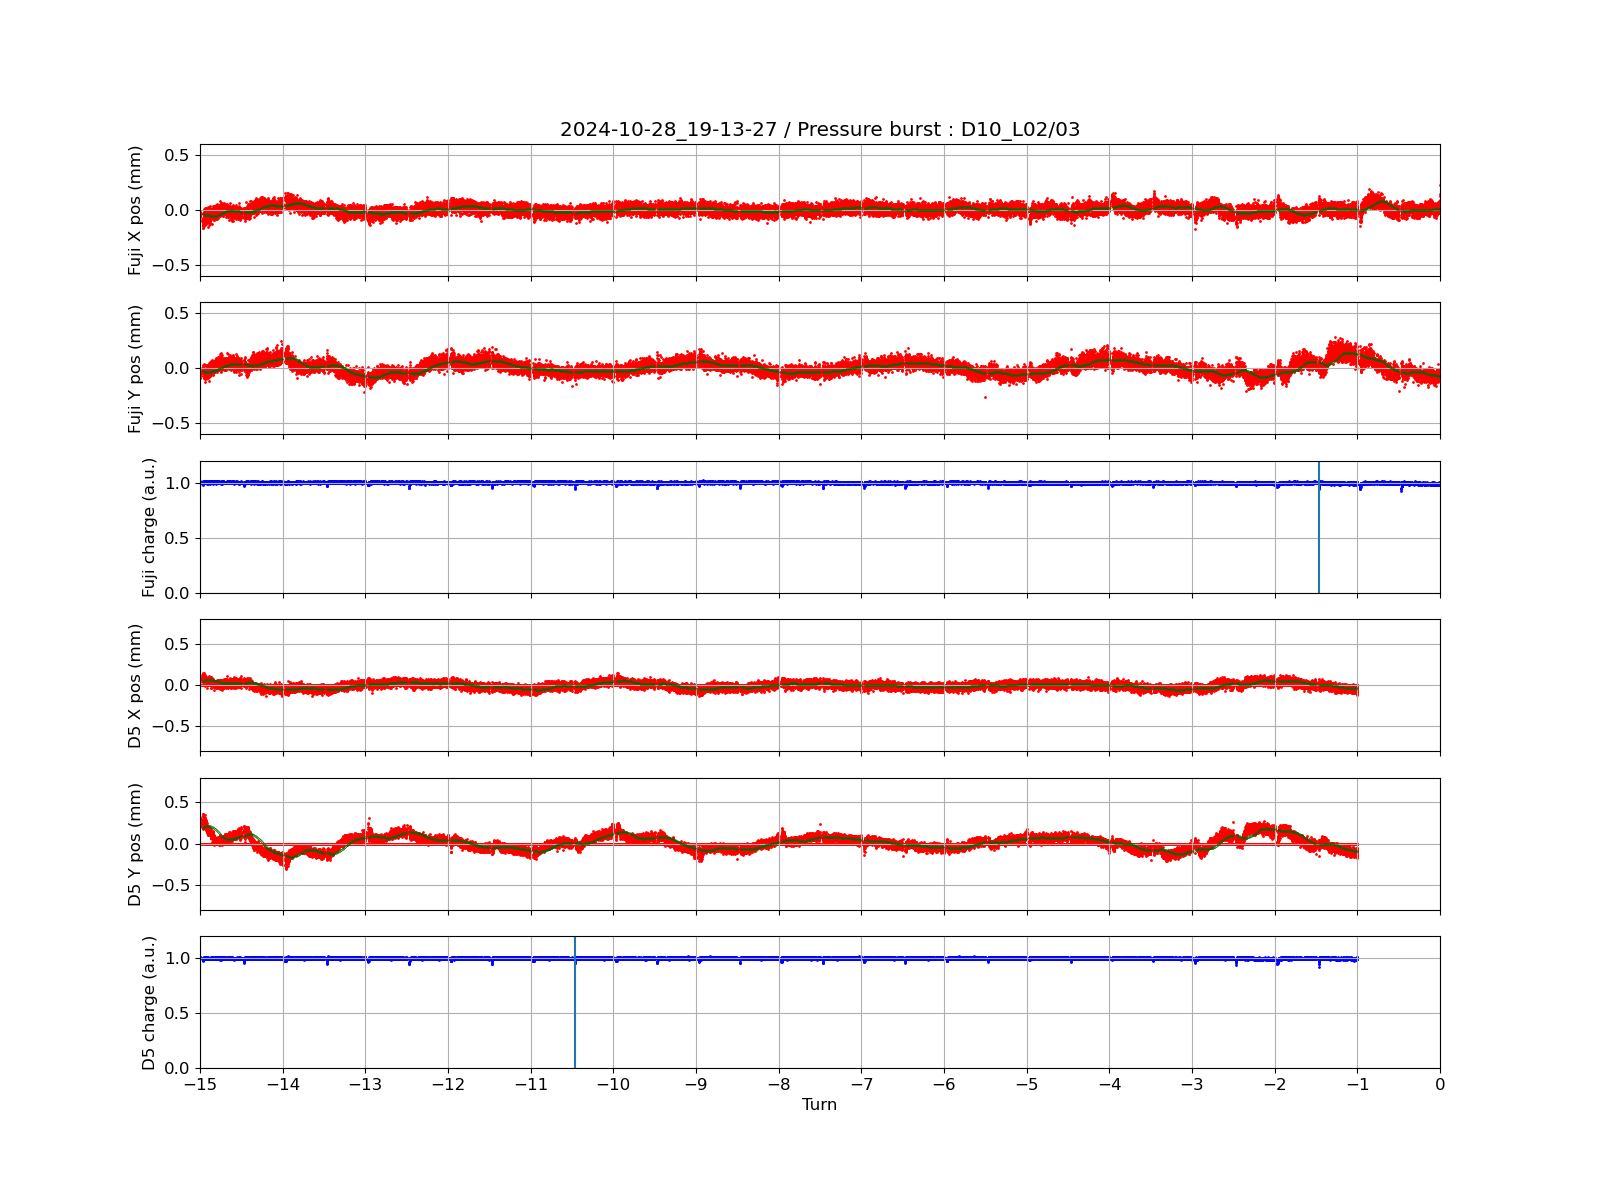 2024-10-28_19-13-27 / Pressure burst : D10_L02/03
Fuji X pos (mm)
0.5
0.0
−0.5
Fuji Y pos (mm)
0.5
0.0
−0.5
Fuji charge (a.u.)
1.0
0.5
0.0
D5 X pos (mm)
0.5
0.0
−0.5
D5 Y pos (mm)
0.5
0.0
−0.5
D5 charge (a.u.)
1.0
0.5
0.0
−15 −14 −13 −12 −11 −10 −9 −8 −7 −6 −5 −4 −3 −2 −1 0
Turn